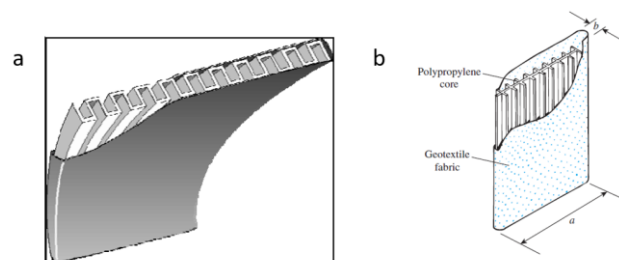 a
b
b
Polypropylene
core
Geotextile
fabric
a